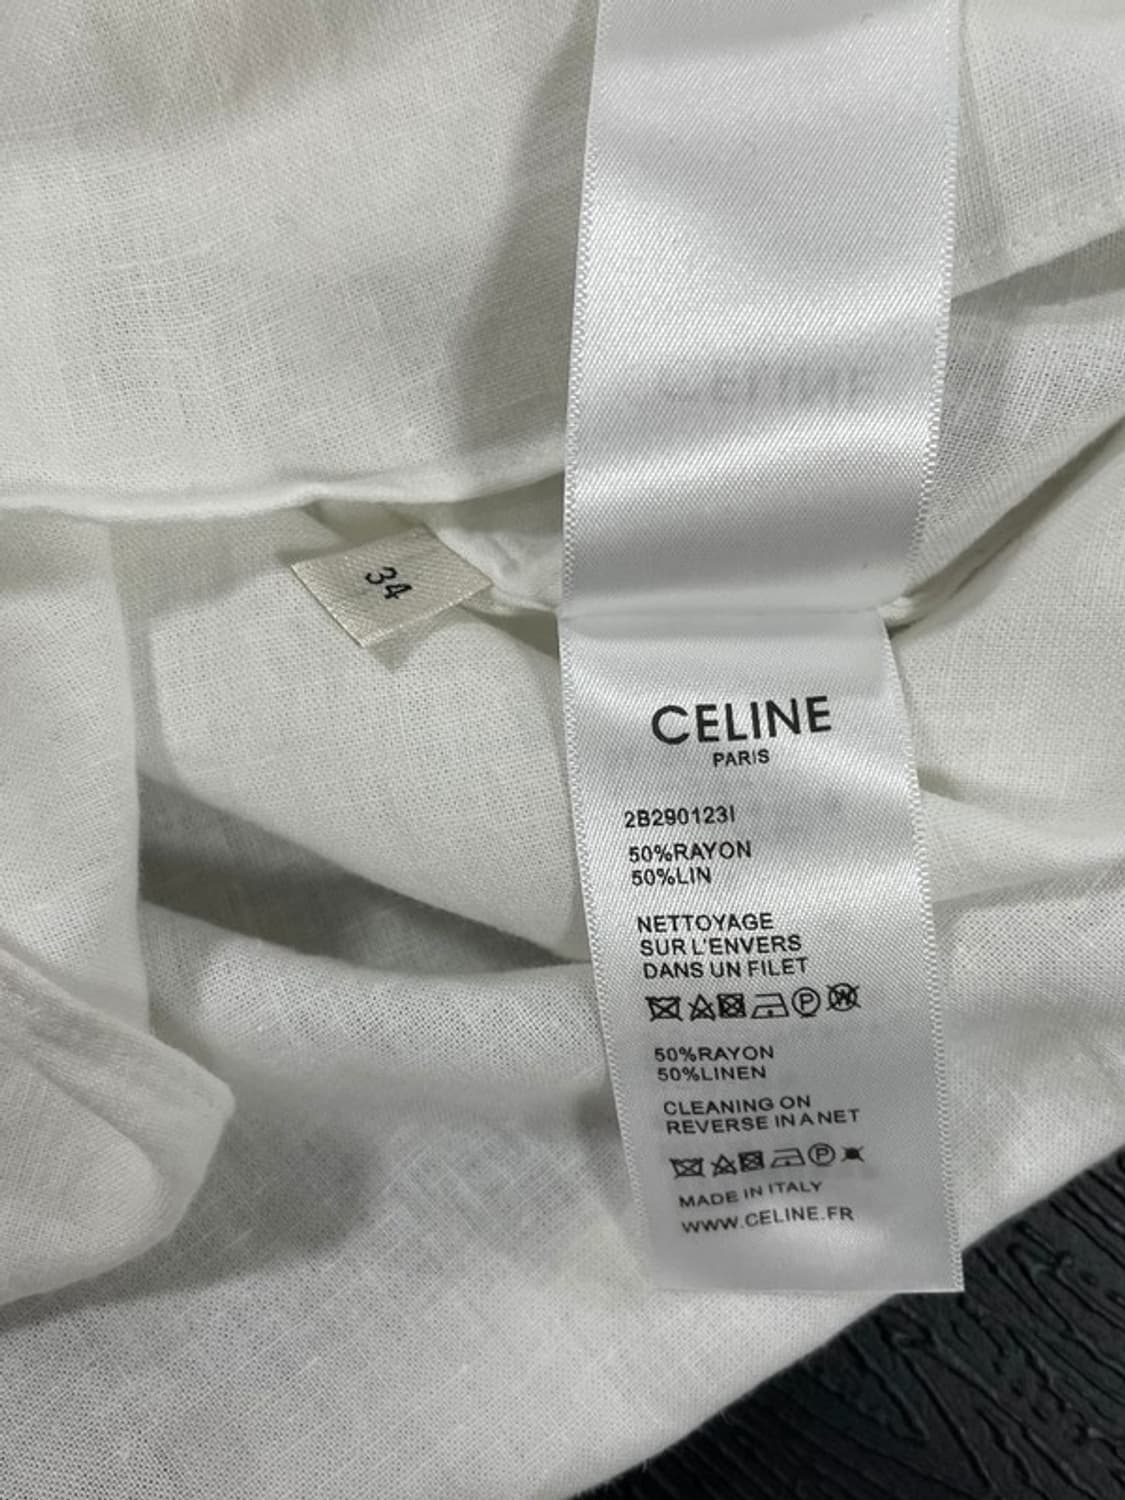 34
CELINE
PARIS
2B290123I
50%RAYON
50%LIN
NETTOYAGE
SUR L'ENVERS
DANS UN FILET
P W
50%RAYON
50%LINEN
CLEANING ON
REVERSE IN A NET
P
MADE IN ITALY
WWW.CELINE.FR